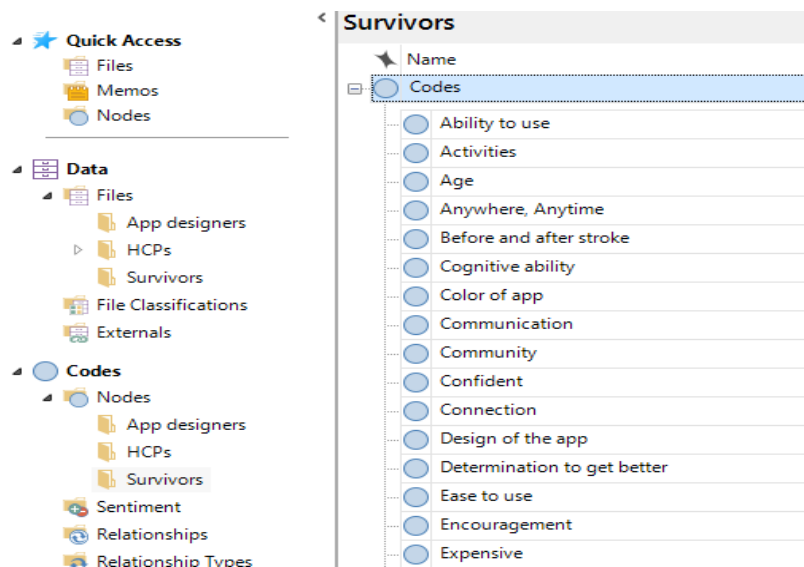 Quick Access
Files
Memos
Nodes
Data
Files
App designers
HCPs
Survivors
File Classifications
Externals
Codes
Nodes
App designers
HCPs
Survivors
Sentiment
Relationships
Relationship Types
Survivors
Name
Codes
Ability to use
Activities
Age
Anywhere, Anytime
Before and after stroke
Cognitive ability
Color of app
Communication
Community
Confident
Connection
Design of the app
Determination to get better
Ease to use
Encouragement
Expensive